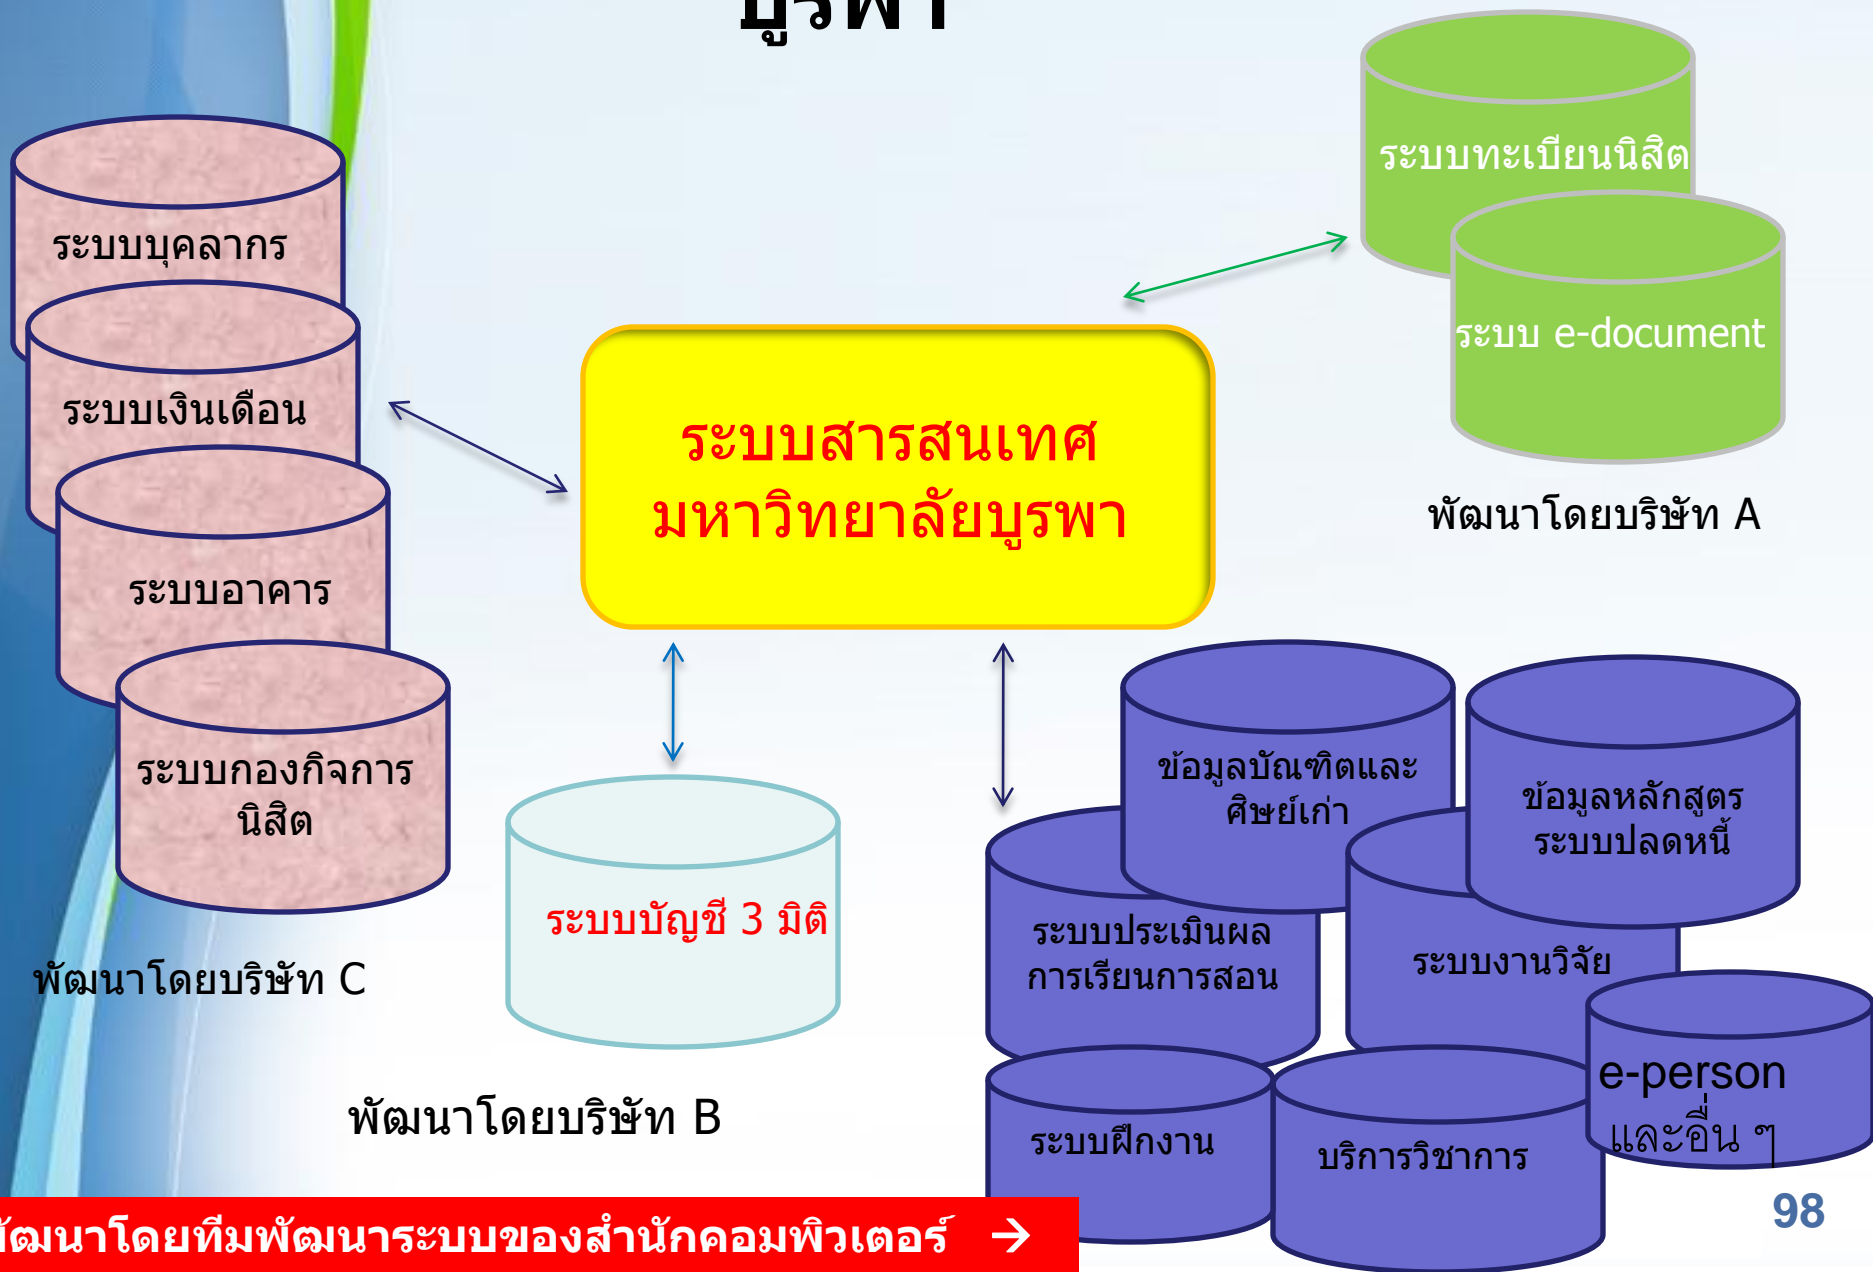 บูรพา
ระบบทะเบียนนิสิต
ระบบ e-document
พัฒนาโดยบริษัท A
ระบบบุคลากร
ระบบเงินเดือน
ระบบอาคาร
ระบบกองกิจการ
นิสิต
พัฒนาโดยบริษัท C
ระบบสารสนเทศ
มหาวิทยาลัยบูรพา
ระบบบัญชี 3 มิติ
พัฒนาโดยบริษัท B
ข้อมูลบัณฑิตและ
ศิษย์เก่า
ข้อมูลหลักสูตร
ระบบปลดหนี้
ระบบประเมินผล
การเรียนการสอน
ระบบงานวิจัย
e-person
และอื่น ๆ
ระบบฝึกงาน
บริการวิชาการ
พัฒนาโดยทีมพัฒนาระบบของสำนักคอมพิวเตอร์ →
98